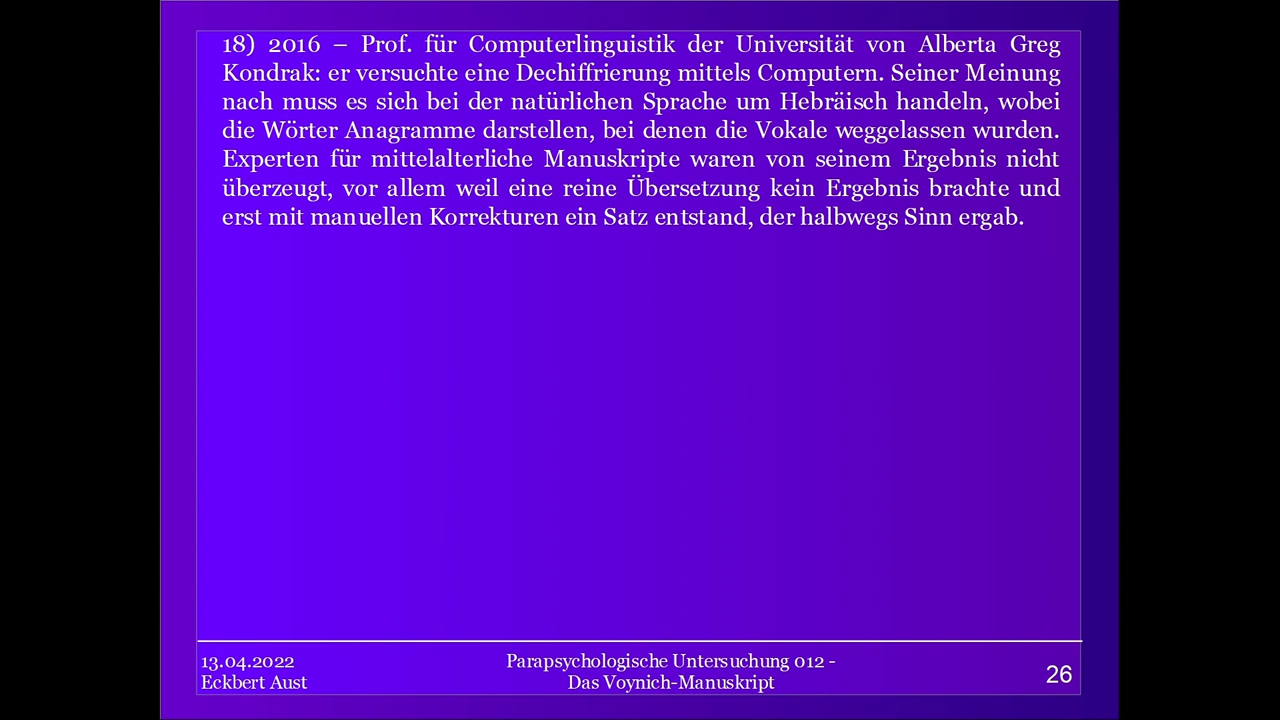 18) 2016 – Prof. für Computerlinguistik der Universität von Alberta Greg
Kondrak: er versuchte eine Dechiffrierung mittels Computern. Seiner Meinung
nach muss es sich bei der natürlichen Sprache um Hebräisch handeln, wobei
die Wörter Anagramme darstellen, bei denen die Vokale weggelassen wurden.
Experten für mittelalterliche Manuskripte waren von seinem Ergebnis nicht
überzeugt, vor allem weil eine reine Übersetzung kein Ergebnis brachte und
erst mit manuellen Korrekturen ein Satz entstand, der halbwegs Sinn ergab.
13.04.2022
Eckbert Aust
Parapsychologische Untersuchung 012 -
Das Voynich-Manuskript
26